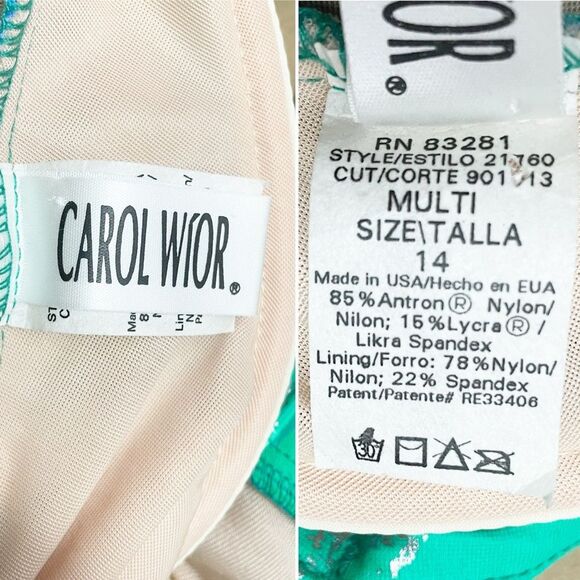 CAROL WIOR®
OR®
RN 83281
STYLE/ESTILO 21760
CUT/CORTE
MULTI
SIZE\TALLA
14
Made in USA/Hecho en EUA
85%Antron® Nylon/
Nilon; 15%Lycra® /
Likra Spandex
Lining/Forro: 78%Nylon/
Nilon; 22% Spandex
Patent/Patente# RE33406
30